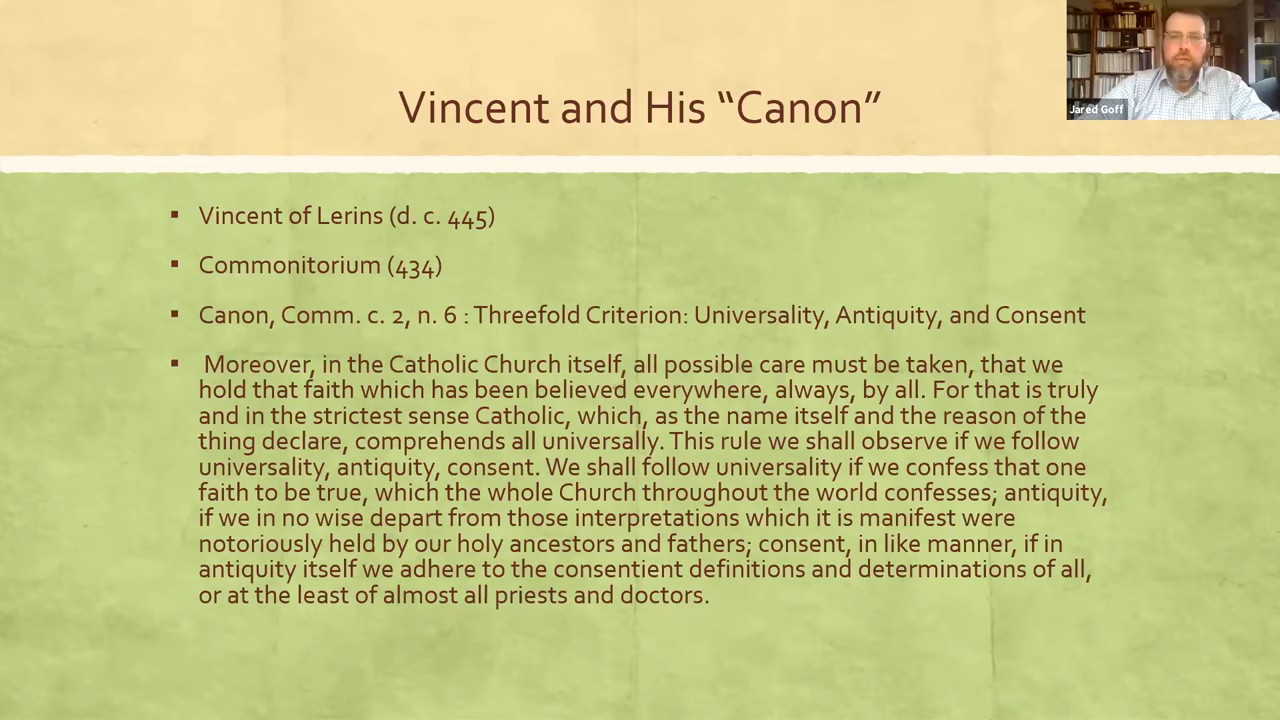 Jared Goff
Vincent and His “Canon”
▪ Vincent of Lerins (d. c. 445)
▪ Commonitorium (434)
▪ Canon, Comm. c. 2, n. 6 : Threefold Criterion: Universality, Antiquity, and Consent
▪ Moreover, in the Catholic Church itself, all possible care must be taken, that we
hold that faith which has been believed everywhere, always, by all. For that is truly
and in the strictest sense Catholic, which, as the name itself and the reason of the
thing declare, comprehends all universally. This rule we shall observe if we follow
universality, antiquity, consent. We shall follow universality if we confess that one
faith to be true, which the whole Church throughout the world confesses; antiquity,
if we in no wise depart from those interpretations which it is manifest were
notoriously held by our holy ancestors and fathers; consent, in like manner, if in
antiquity itself we adhere to the consentient definitions and determinations of all,
or at the least of almost all priests and doctors.